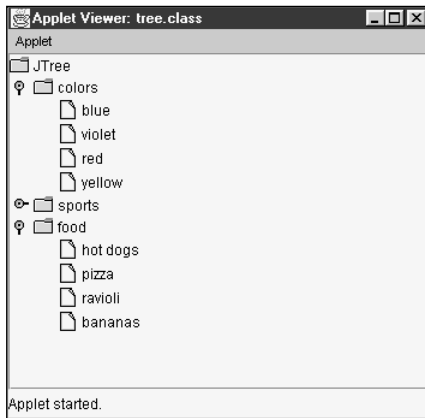 Applet Viewer: tree.class
Applet
JTree
colors
blue
violet
red
yellow
sports
food
hot dogs
pizza
ravioli
bananas
Applet started.